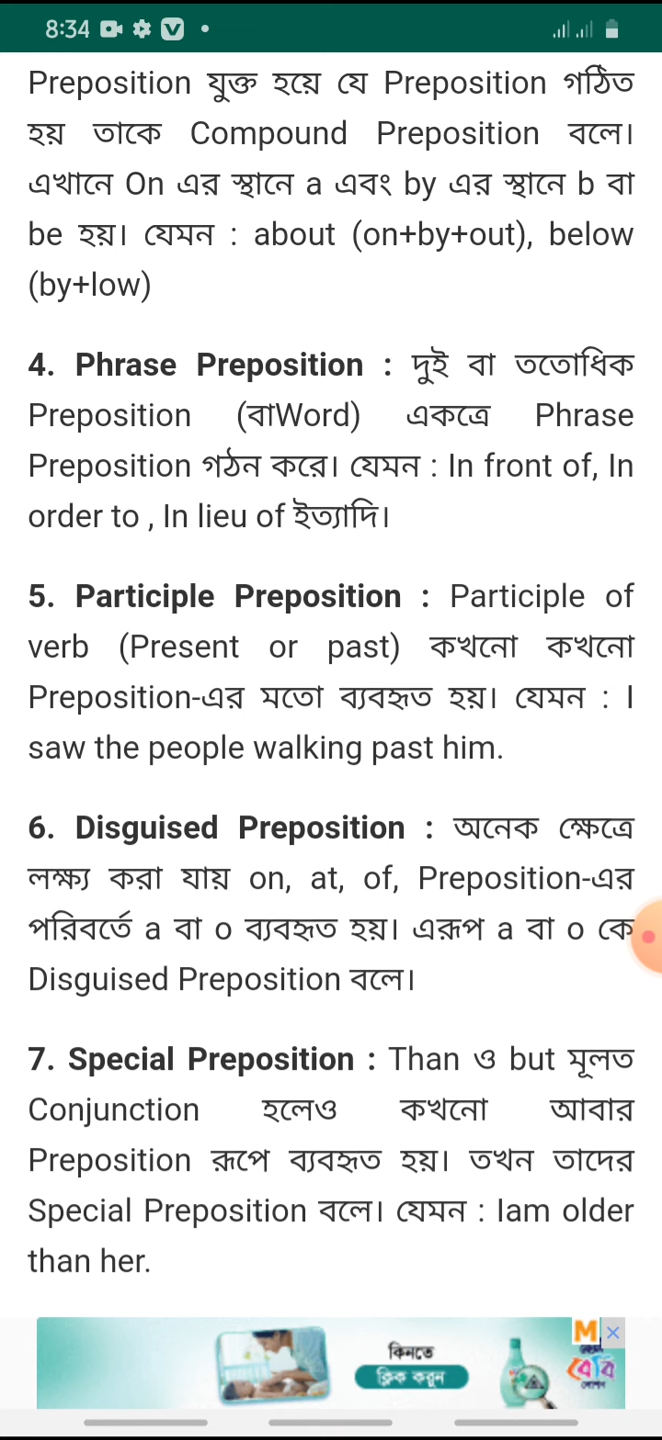 8:34
Preposition যুক্ত হয়ে যে Preposition গঠিত
হয় তাকে Compound Preposition বলে।
এখানে On এর স্থানে a এবং by এর স্থানে b বা
be হয়। যেমন : about (on+by+out), below
(by+low)
4. Phrase Preposition : দুই বা ততোধিক
Preposition (বাWord) একত্রে Phrase
Preposition গঠন করে। যেমন : In front of, In
order to , In lieu of ইত্যাদি।
5. Participle Preposition : Participle of
verb (Present or past) কখনো কখনো
Preposition-এর মতো ব্যবহৃত হয়। যেমন : I
saw the people walking past him.
6. Disguised Preposition : অনেক ক্ষেত্রে
লক্ষ্য করা যায় on, at, of, Preposition-এর
পরিবর্তে a বা o ব্যবহৃত হয়। এরূপ a বা o কে
Disguised Preposition বলে।
7. Special Preposition : Than ও but মূলত
Conjunction হলেও কখনো আবার
Preposition রূপে ব্যবহৃত হয়। তখন তাদের
Special Preposition বলে। যেমন : Iam older
than her.
কিনতে
ক্লিক করুন
M
বেবি